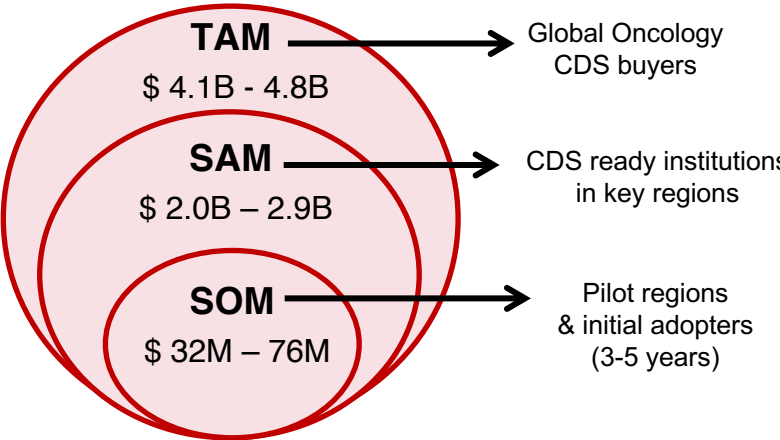 TAM
$ 4.1B - 4.8B
Global Oncology
CDS buyers
SAM
$ 2.0B – 2.9B
CDS ready institutions
in key regions
SOM
$ 32M – 76M
Pilot regions
& initial adopters
(3-5 years)